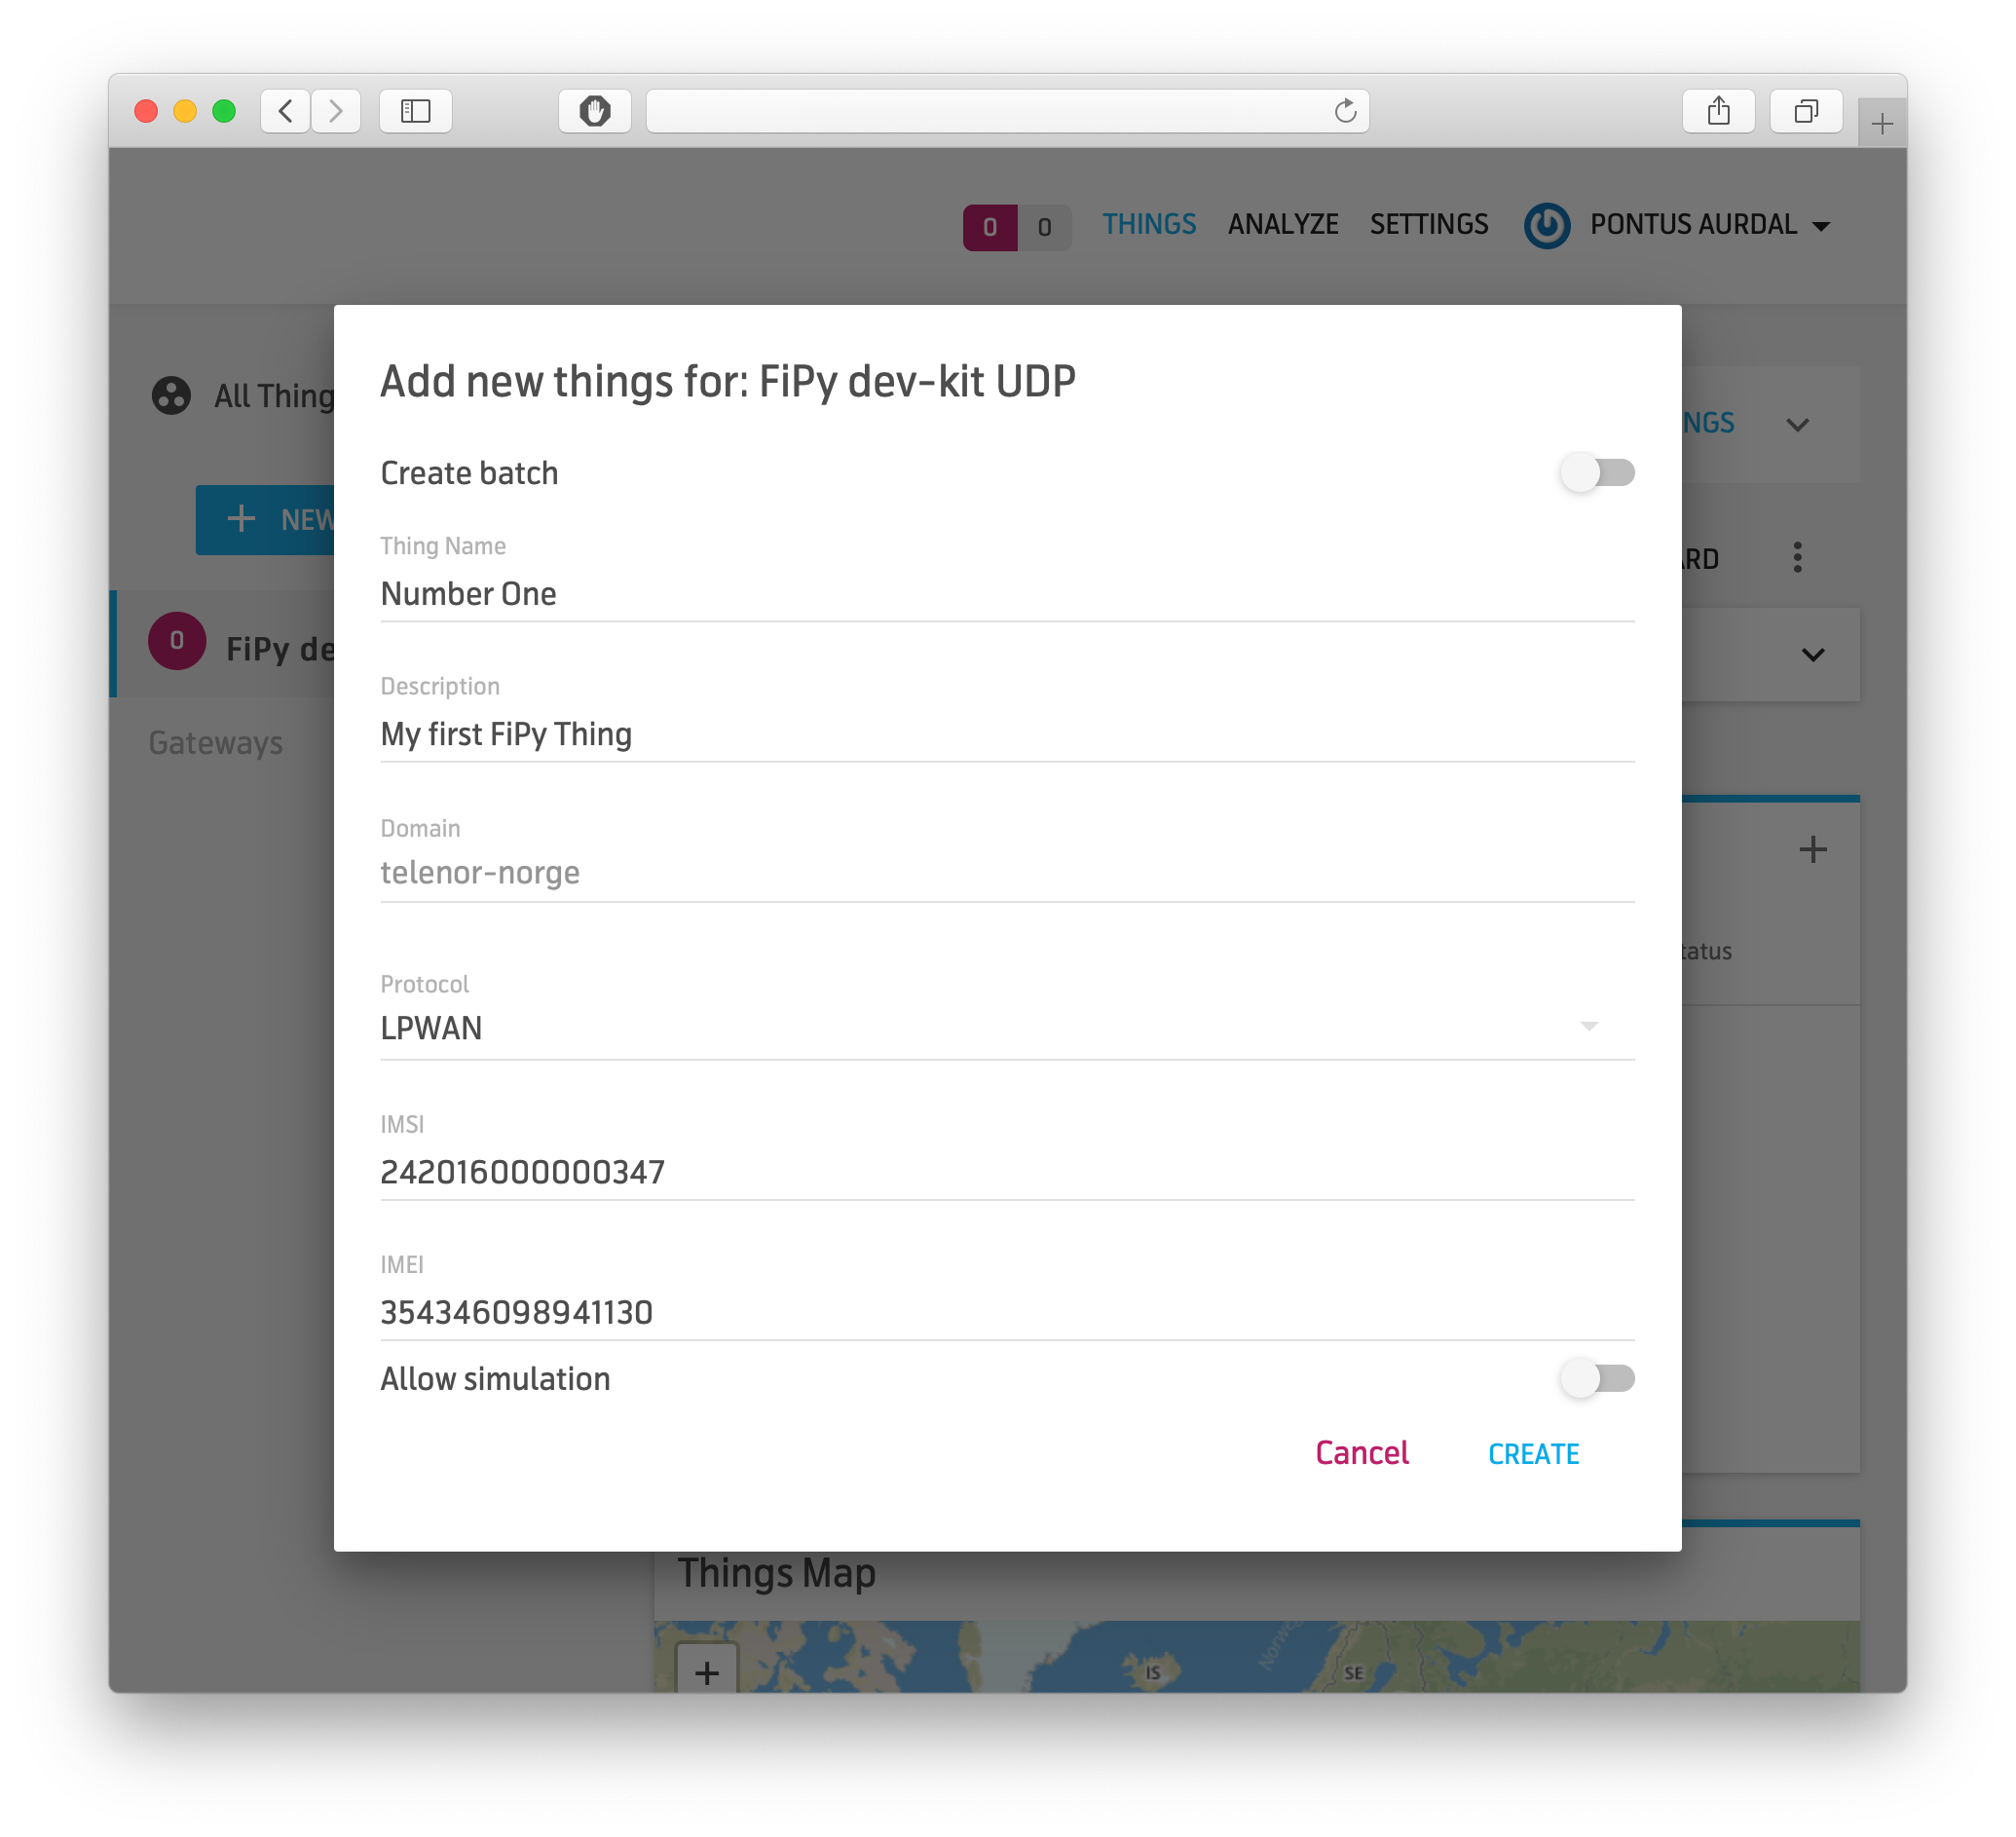 0 0 THINGS ANALYZE SETTINGS PONTUS AURDAL
Add new things for: FiPy dev-kit UDP
All Thing
NGS
Create batch
+ NEW
Thing Name
Number One
ARD
0 FiPy de
Description
My first FiPy Thing
Gateways
Domain
telenor-norge
tatus
Protocol
LPWAN
IMSI
242016000000347
IMEI
354346098941130
Allow simulation
Cancel CREATE
Things Map
+
IS
SE